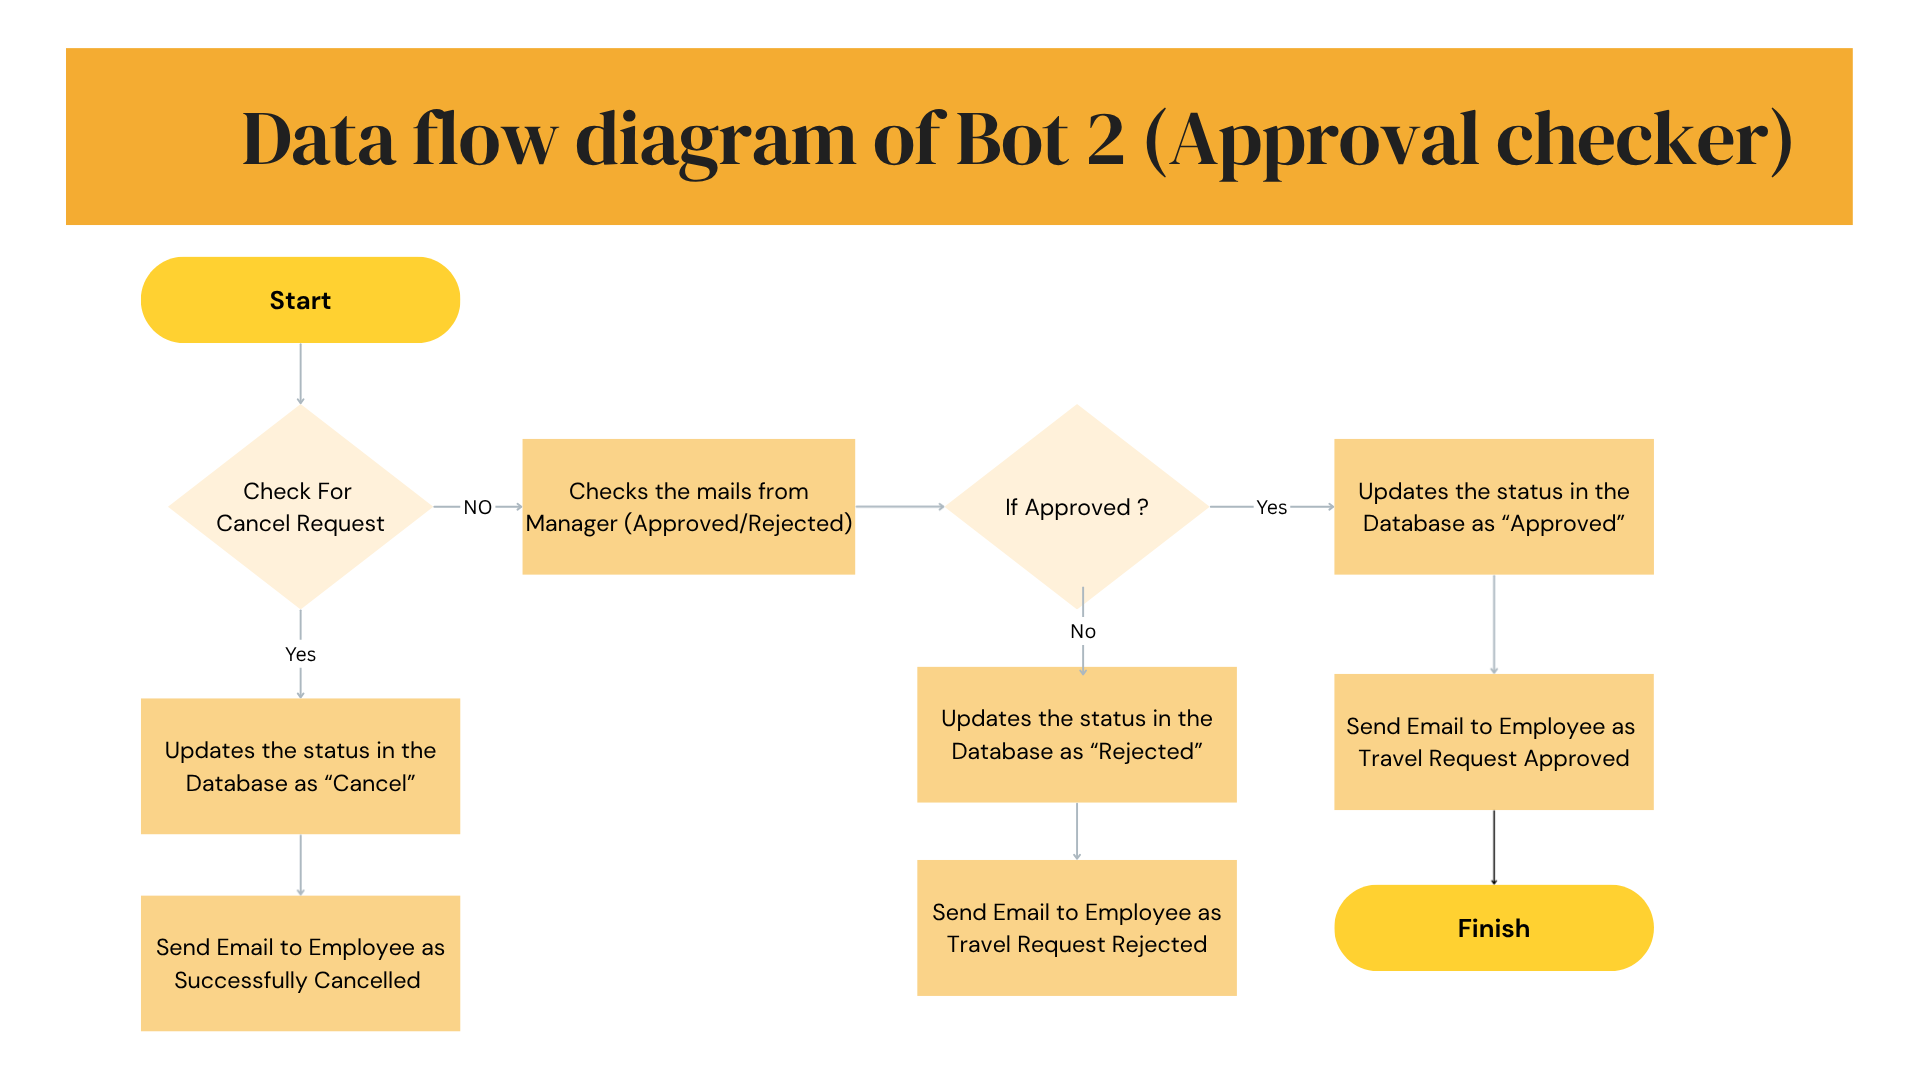 Data flow diagram of Bot 2 (Approval checker)
Start
Check For
Cancel Request
NO
Checks the mails from
Manager (Approved/Rejected)
If Approved ?
Yes
Updates the status in the
Database as “Approved”
Yes
No
Updates the status in the
Database as “Cancel”
Updates the status in the
Database as “Rejected”
Send Email to Employee as
Travel Request Approved
Send Email to Employee as
Successfully Cancelled
Send Email to Employee as
Travel Request Rejected
Finish